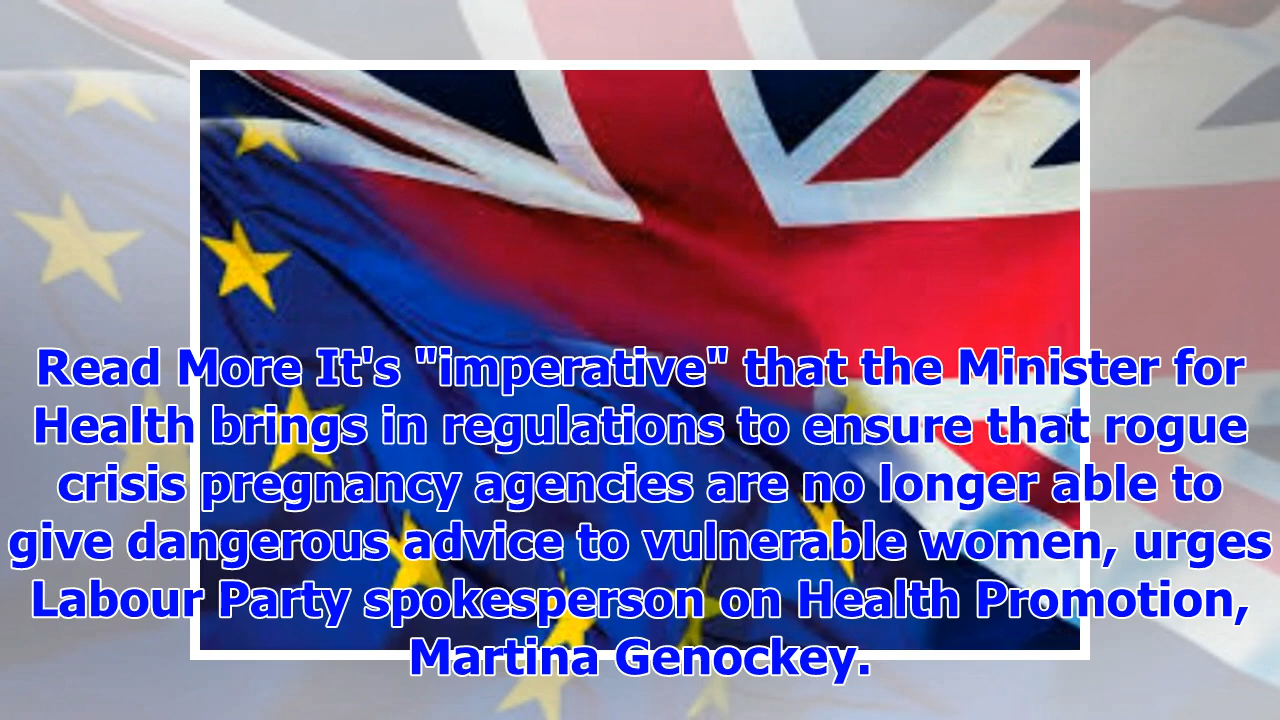 Read More It's "imperative" that the Minister for
Health brings in regulations to ensure that rogue
crisis pregnancy agencies are no longer able to
give dangerous advice to vulnerable women, urges
Labour Party spokesperson on Health Promotion,
Martina Genockey.